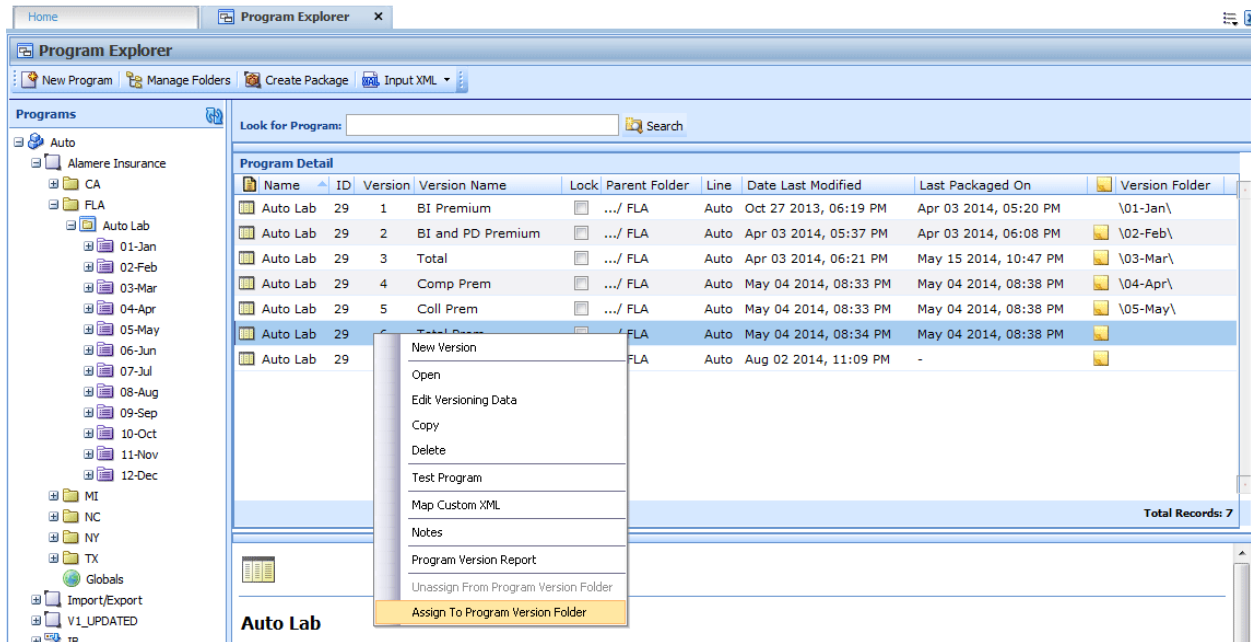 Home Program Explorer x
Program Explorer
New Program Manage Folders Create Package Input XML
Programs
Look for Program: Search
Auto
Alamere Insurance
CA
FLA
Auto Lab
01-Jan
02-Feb
03-Mar
04-Apr
05-May
06-Jun
07-Jul
08-Aug
09-Sep
10-Oct
11-Nov
12-Dec
MI
NC
NY
TX
Globals
Import/Export
V1_UPDATED
Program Detail
Name ID Version Version Name Lock Parent Folder Line Date Last Modified Last Packaged On Version Folder
Auto Lab 29 1 BI Premium .../ FLA Auto Oct 27 2013, 06:19 PM Apr 03 2014, 05:20 PM \01-Jan\
Auto Lab 29 2 BI and PD Premium .../ FLA Auto Apr 03 2014, 05:37 PM Apr 03 2014, 06:08 PM \02-Feb\
Auto Lab 29 3 Total .../ FLA Auto Apr 03 2014, 06:21 PM May 15 2014, 10:47 PM \03-Mar\
Auto Lab 29 4 Comp Prem .../ FLA Auto May 04 2014, 08:33 PM May 04 2014, 08:38 PM \04-Apr\
Auto Lab 29 5 Coll Prem .../ FLA Auto May 04 2014, 08:33 PM May 04 2014, 08:38 PM \05-May\
Auto Lab 29 6 Total Prem / FLA Auto May 04 2014, 08:34 PM May 04 2014, 08:38 PM
Auto Lab 29 FLA Auto Aug 02 2014, 11:09 PM -
New Version
Open
Edit Versioning Data
Copy
Delete
Test Program
Map Custom XML
Notes
Program Version Report
Unassign From Program Version Folder
Assign To Program Version Folder
Total Records: 7
Auto Lab